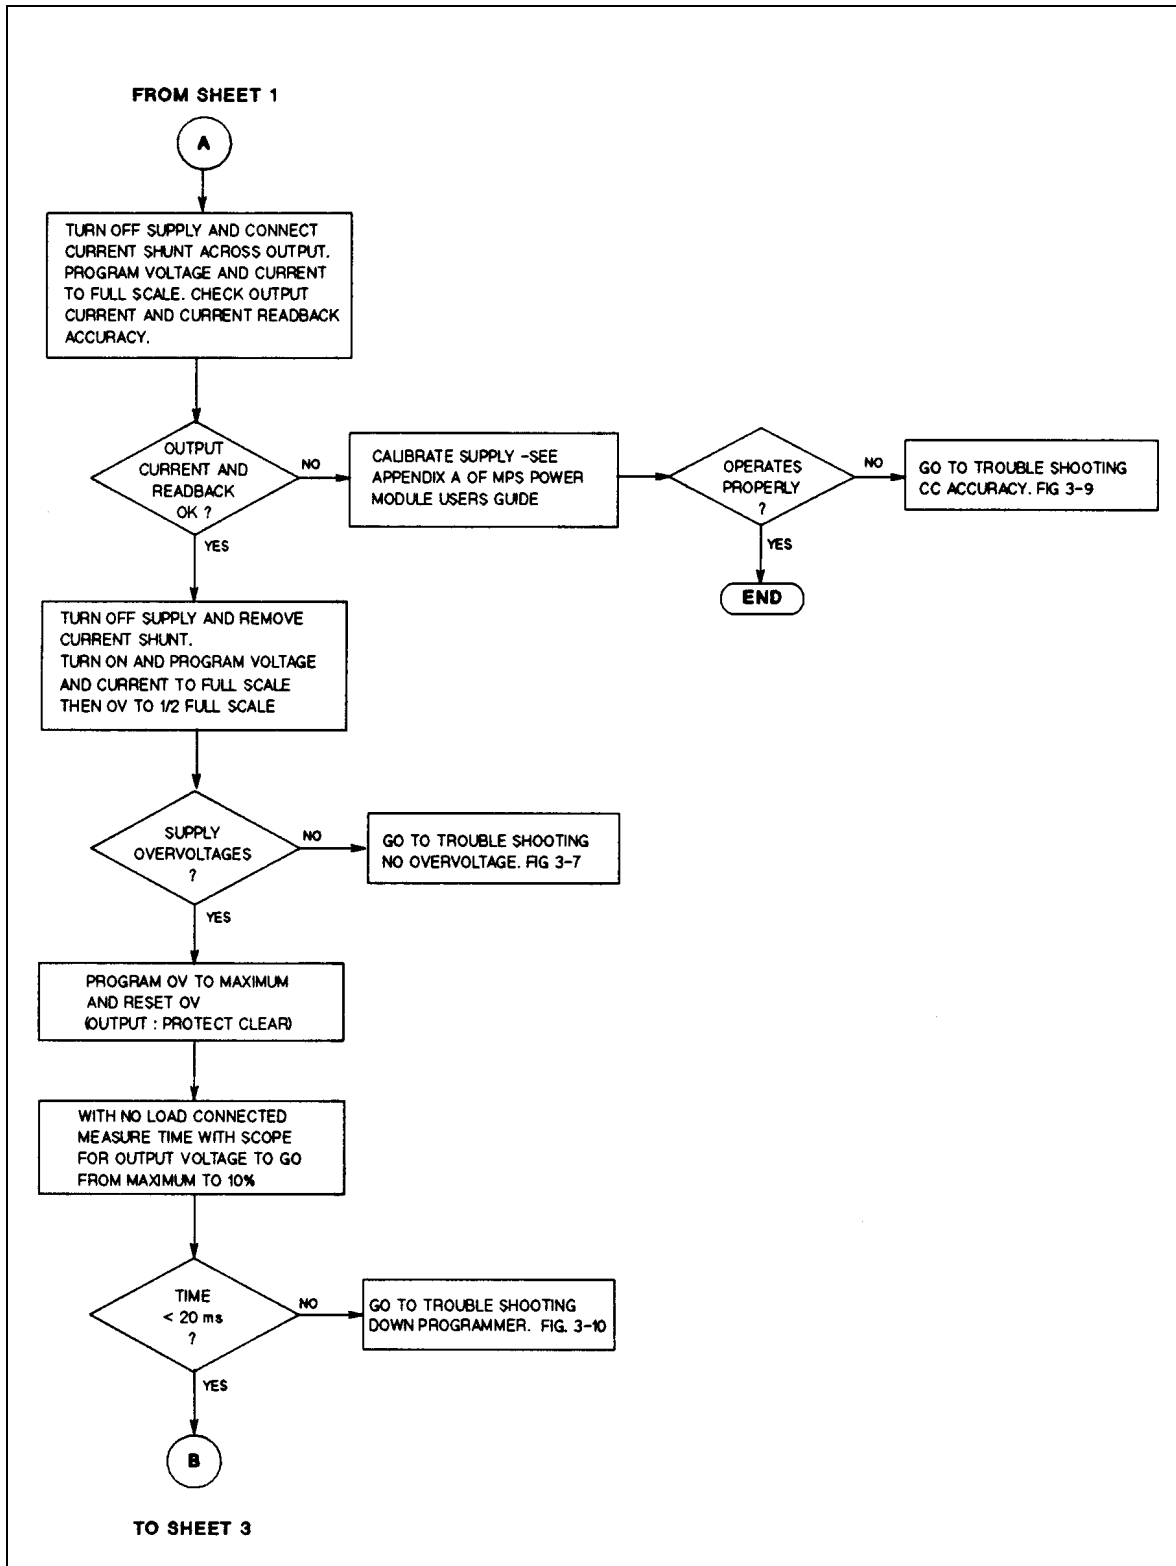 FROM SHEET 1
A
TURN OFF SUPPLY AND CONNECT
CURRENT SHUNT ACROSS OUTPUT.
PROGRAM VOLTAGE AND CURRENT
TO FULL SCALE. CHECK OUTPUT
CURRENT AND CURRENT READBACK
ACCURACY.
OUTPUT
CURRENT AND
READBACK
OK ?
NO
CALIBRATE SUPPLY -SEE
APPENDIX A OF MPS POWER
MODULE USERS GUIDE
OPERATES
PROPERLY
?
NO
GO TO TROUBLE SHOOTING
CC ACCURACY. FIG 3-9
YES
END
YES
TURN OFF SUPPLY AND REMOVE
CURRENT SHUNT.
TURN ON AND PROGRAM VOLTAGE
AND CURRENT TO FULL SCALE
THEN OV TO 1/2 FULL SCALE
SUPPLY
OVERVOLTAGES
?
NO
GO TO TROUBLE SHOOTING
NO OVERVOLTAGE. FIG 3-7
YES
PROGRAM OV TO MAXIMUM
AND RESET OV
(OUTPUT : PROTECT CLEAR)
WITH NO LOAD CONNECTED
MEASURE TIME WITH SCOPE
FOR OUTPUT VOLTAGE TO GO
FROM MAXIMUM TO 10%
TIME
< 20 ms
?
NO
GO TO TROUBLE SHOOTING
DOWN PROGRAMMER. FIG. 3-10
YES
B
TO SHEET 3